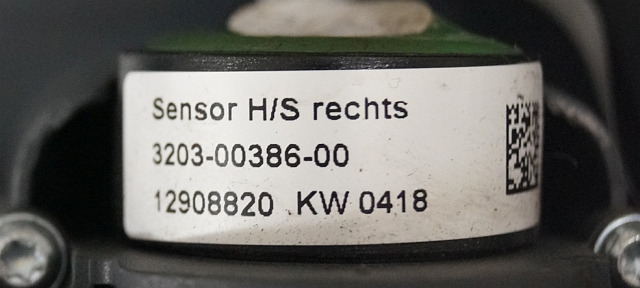 Sensor H/S rechts
3203-00386-00
12908820 KW 0418